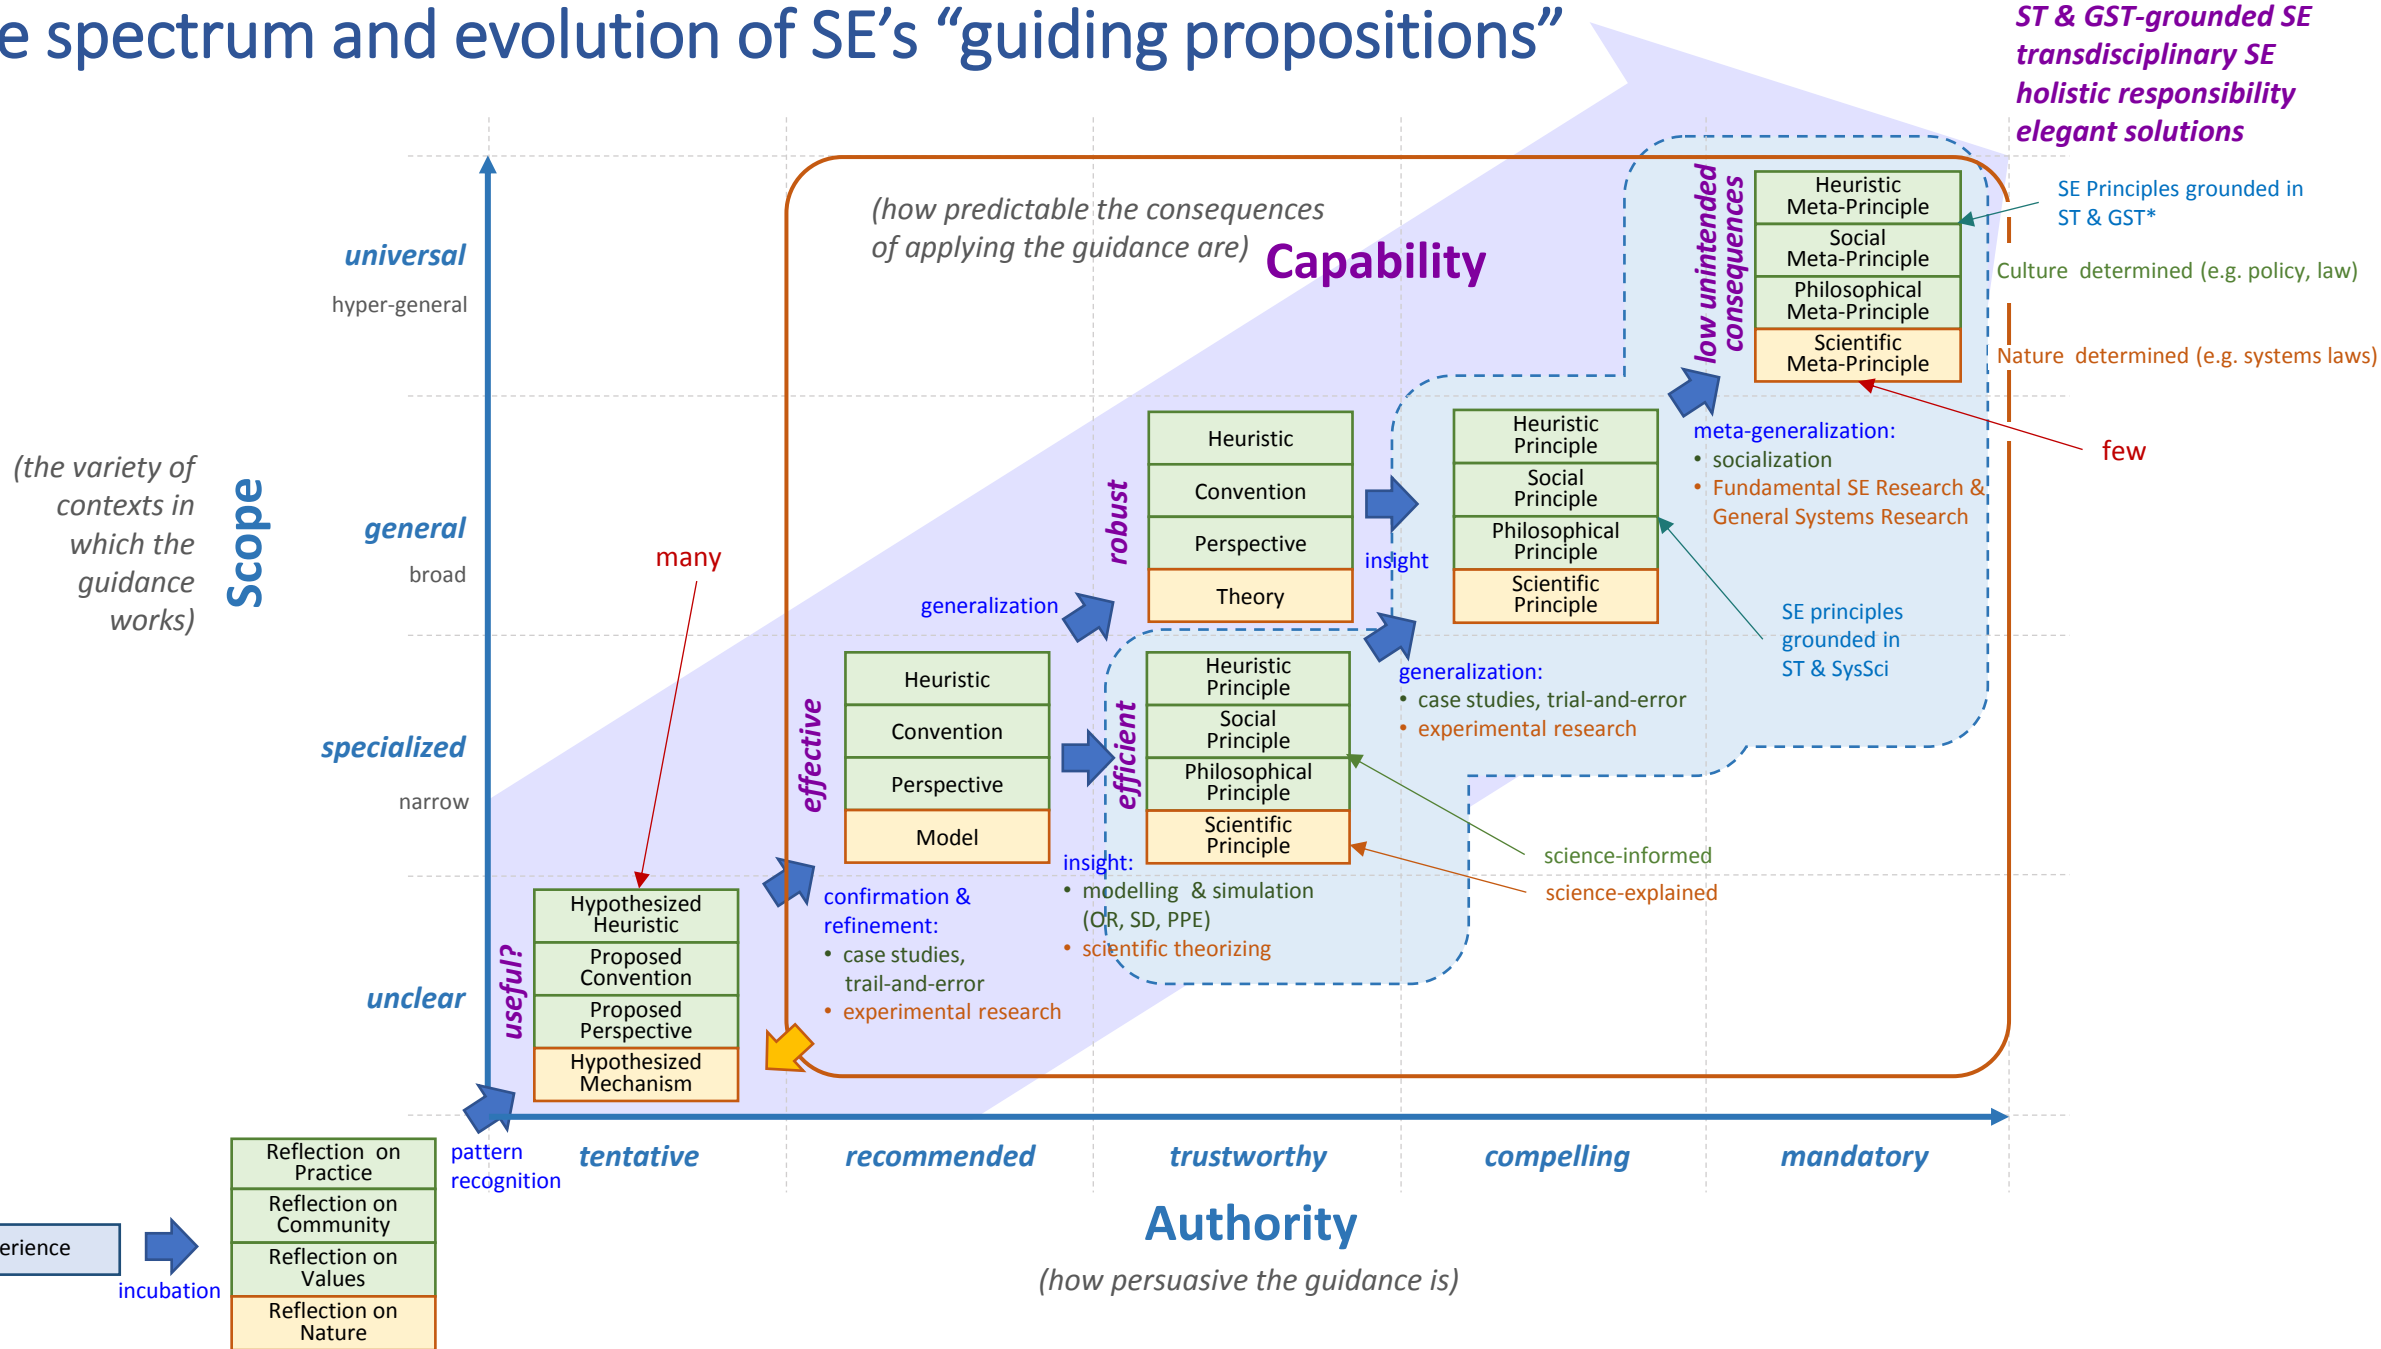 e spectrum and evolution of SE's “guiding propositions”
ST & GST-grounded SE
transdisciplinary SE
holistic responsibility
elegant solutions
(how predictable the consequences
of applying the guidance are)
Capability
low unintended
consequences
Heuristic
Meta-Principle
Social
Meta-Principle
Philosophical
Meta-Principle
Scientific
Meta-Principle
SE Principles grounded in
ST & GST*
Culture determined (e.g. policy, law)
Nature determined (e.g. systems laws)
few
universal
hyper-general
(the variety of
contexts in
which the
guidance
works)
Scope
general
broad
specialized
narrow
unclear
many
generalization
robust
Heuristic
Convention
Perspective
Theory
insight
Heuristic
Principle
Social
Principle
Philosophical
Principle
Scientific
Principle
meta-generalization:
• socialization
• Fundamental SE Research &
General Systems Research
SE principles
grounded in
ST & SysSci
effective
Heuristic
Convention
Perspective
Model
efficient
Heuristic
Principle
Social
Principle
Philosophical
Principle
Scientific
Principle
generalization:
• case studies, trial-and-error
• experimental research
science-informed
science-explained
useful?
Hypothesized
Heuristic
Proposed
Convention
Proposed
Perspective
Hypothesized
Mechanism
confirmation &
refinement:
• case studies,
trail-and-error
• experimental research
insight:
• modelling & simulation
(OR, SD, PPE)
• scientific theorizing
pattern
recognition
tentative
recommended
trustworthy
compelling
mandatory
Authority
(how persuasive the guidance is)
erience
incubation
Reflection on
Practice
Reflection on
Community
Reflection on
Values
Reflection on
Nature